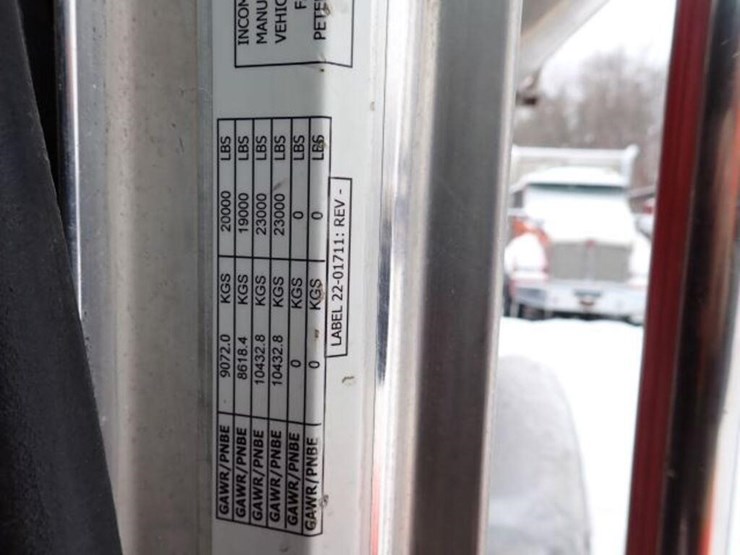 GAWR/PNBE 9072.0 KGS 20000 LBS
GAWR/PNBE 8618.4 KGS 19000 LBS
GAWR/PNBE 10432.8 KGS 23000 LBS
GAWR/PNBE 10432.8 KGS 23000 LBS
GAWR/PNBE 0 KGS 0 LBS
GAWR/PNBE 0 KGS 0 LBS
LABEL 22-01711: REV -
INCOM
MANU
VEHIC
F
PETE